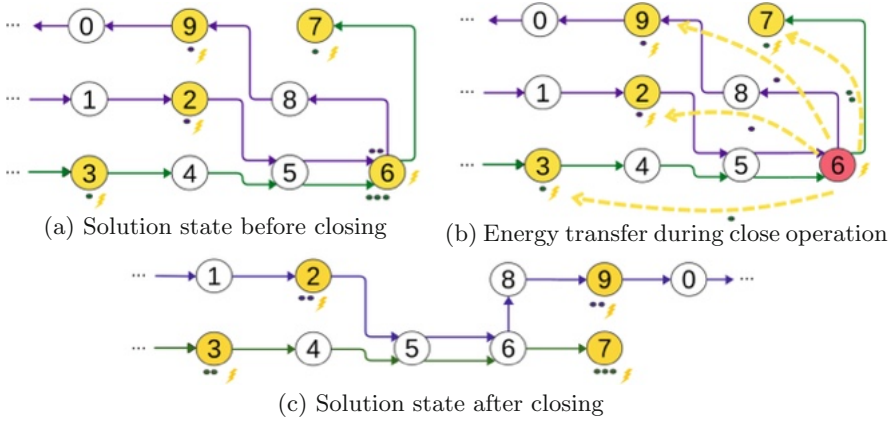 ... 0 9 7
... 1 2 8
... 3 4 5 6
(a) Solution state before closing
... 0 9 7
... 1 2 8
... 3 4 5 6
(b) Energy transfer during close operation
... 1 2 8 9 0 ...
... 3 4 5 6 7
(c) Solution state after closing